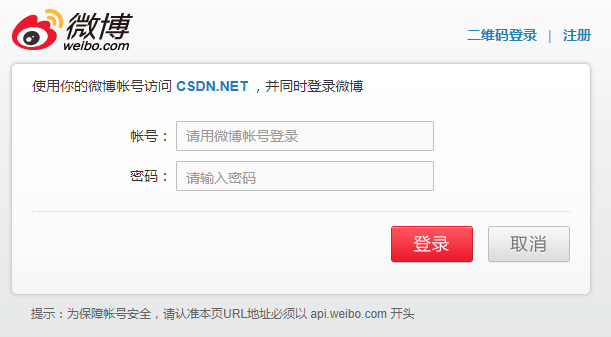 微博
weibo.com
二维码登录 | 注册
使用你的微博帐号访问 CSDN.NET ，并同时登录微博
帐号： 请用微博帐号登录
密码： 请输入密码
登录 取消
提示：为保障帐号安全，请认准本页URL地址必须以 api.weibo.com 开头